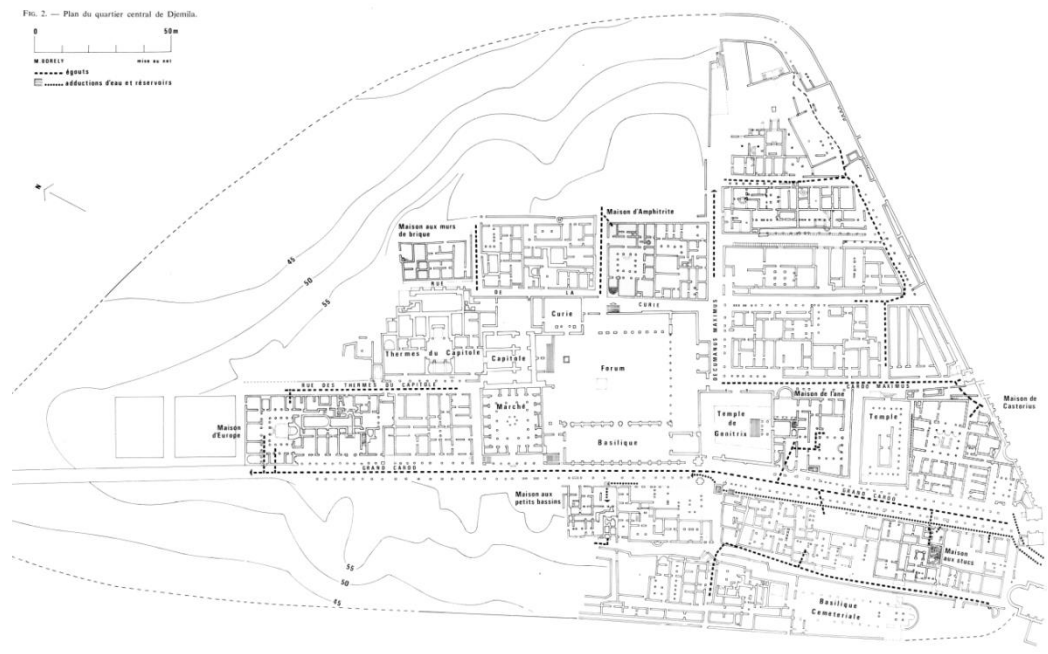 FIG. 2. — Plan du quartier central de Djemila.
0 50m
M. BORELY mise au net
égouts
adductions d'eau et réservoirs
N
45
50
55
Maison aux murs
de brique
Maison d'Amphitrite
RUE DE LA CURIE
Curie
Thermes du Capitole
Capitole
Forum
DECUMANUS MAXIMUS
RUE DES THERMES DU CAPITOLE
CARDO MAXIMUS
Maison
d'Europe
Marché
Basilique
Temple
de
Genitrix
Maison de l'âne
Temple
Maison de
Castorius
GRAND CARDO
GRAND CARDO
Maison aux
petits bassins
Maison
aux stucs
55
50
45
Basilique
Cemeteriale